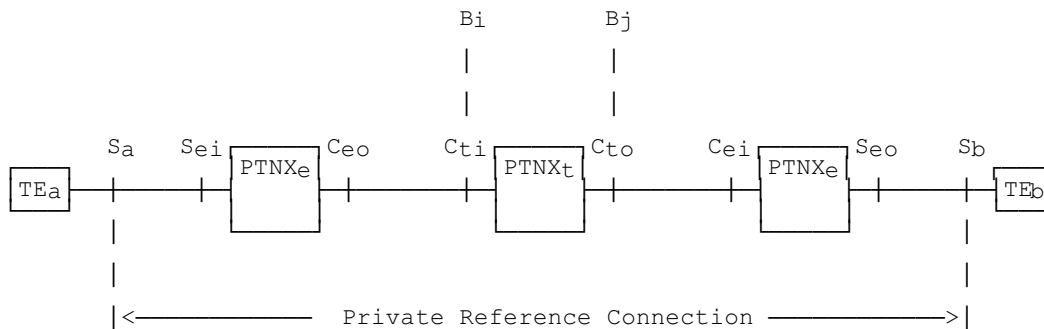 Bi Bj
Sa Sei Ceo Cti Cto Cei Seo Sb
TEa PTNXe PTNXt PTNXe TEb
Private Reference Connection